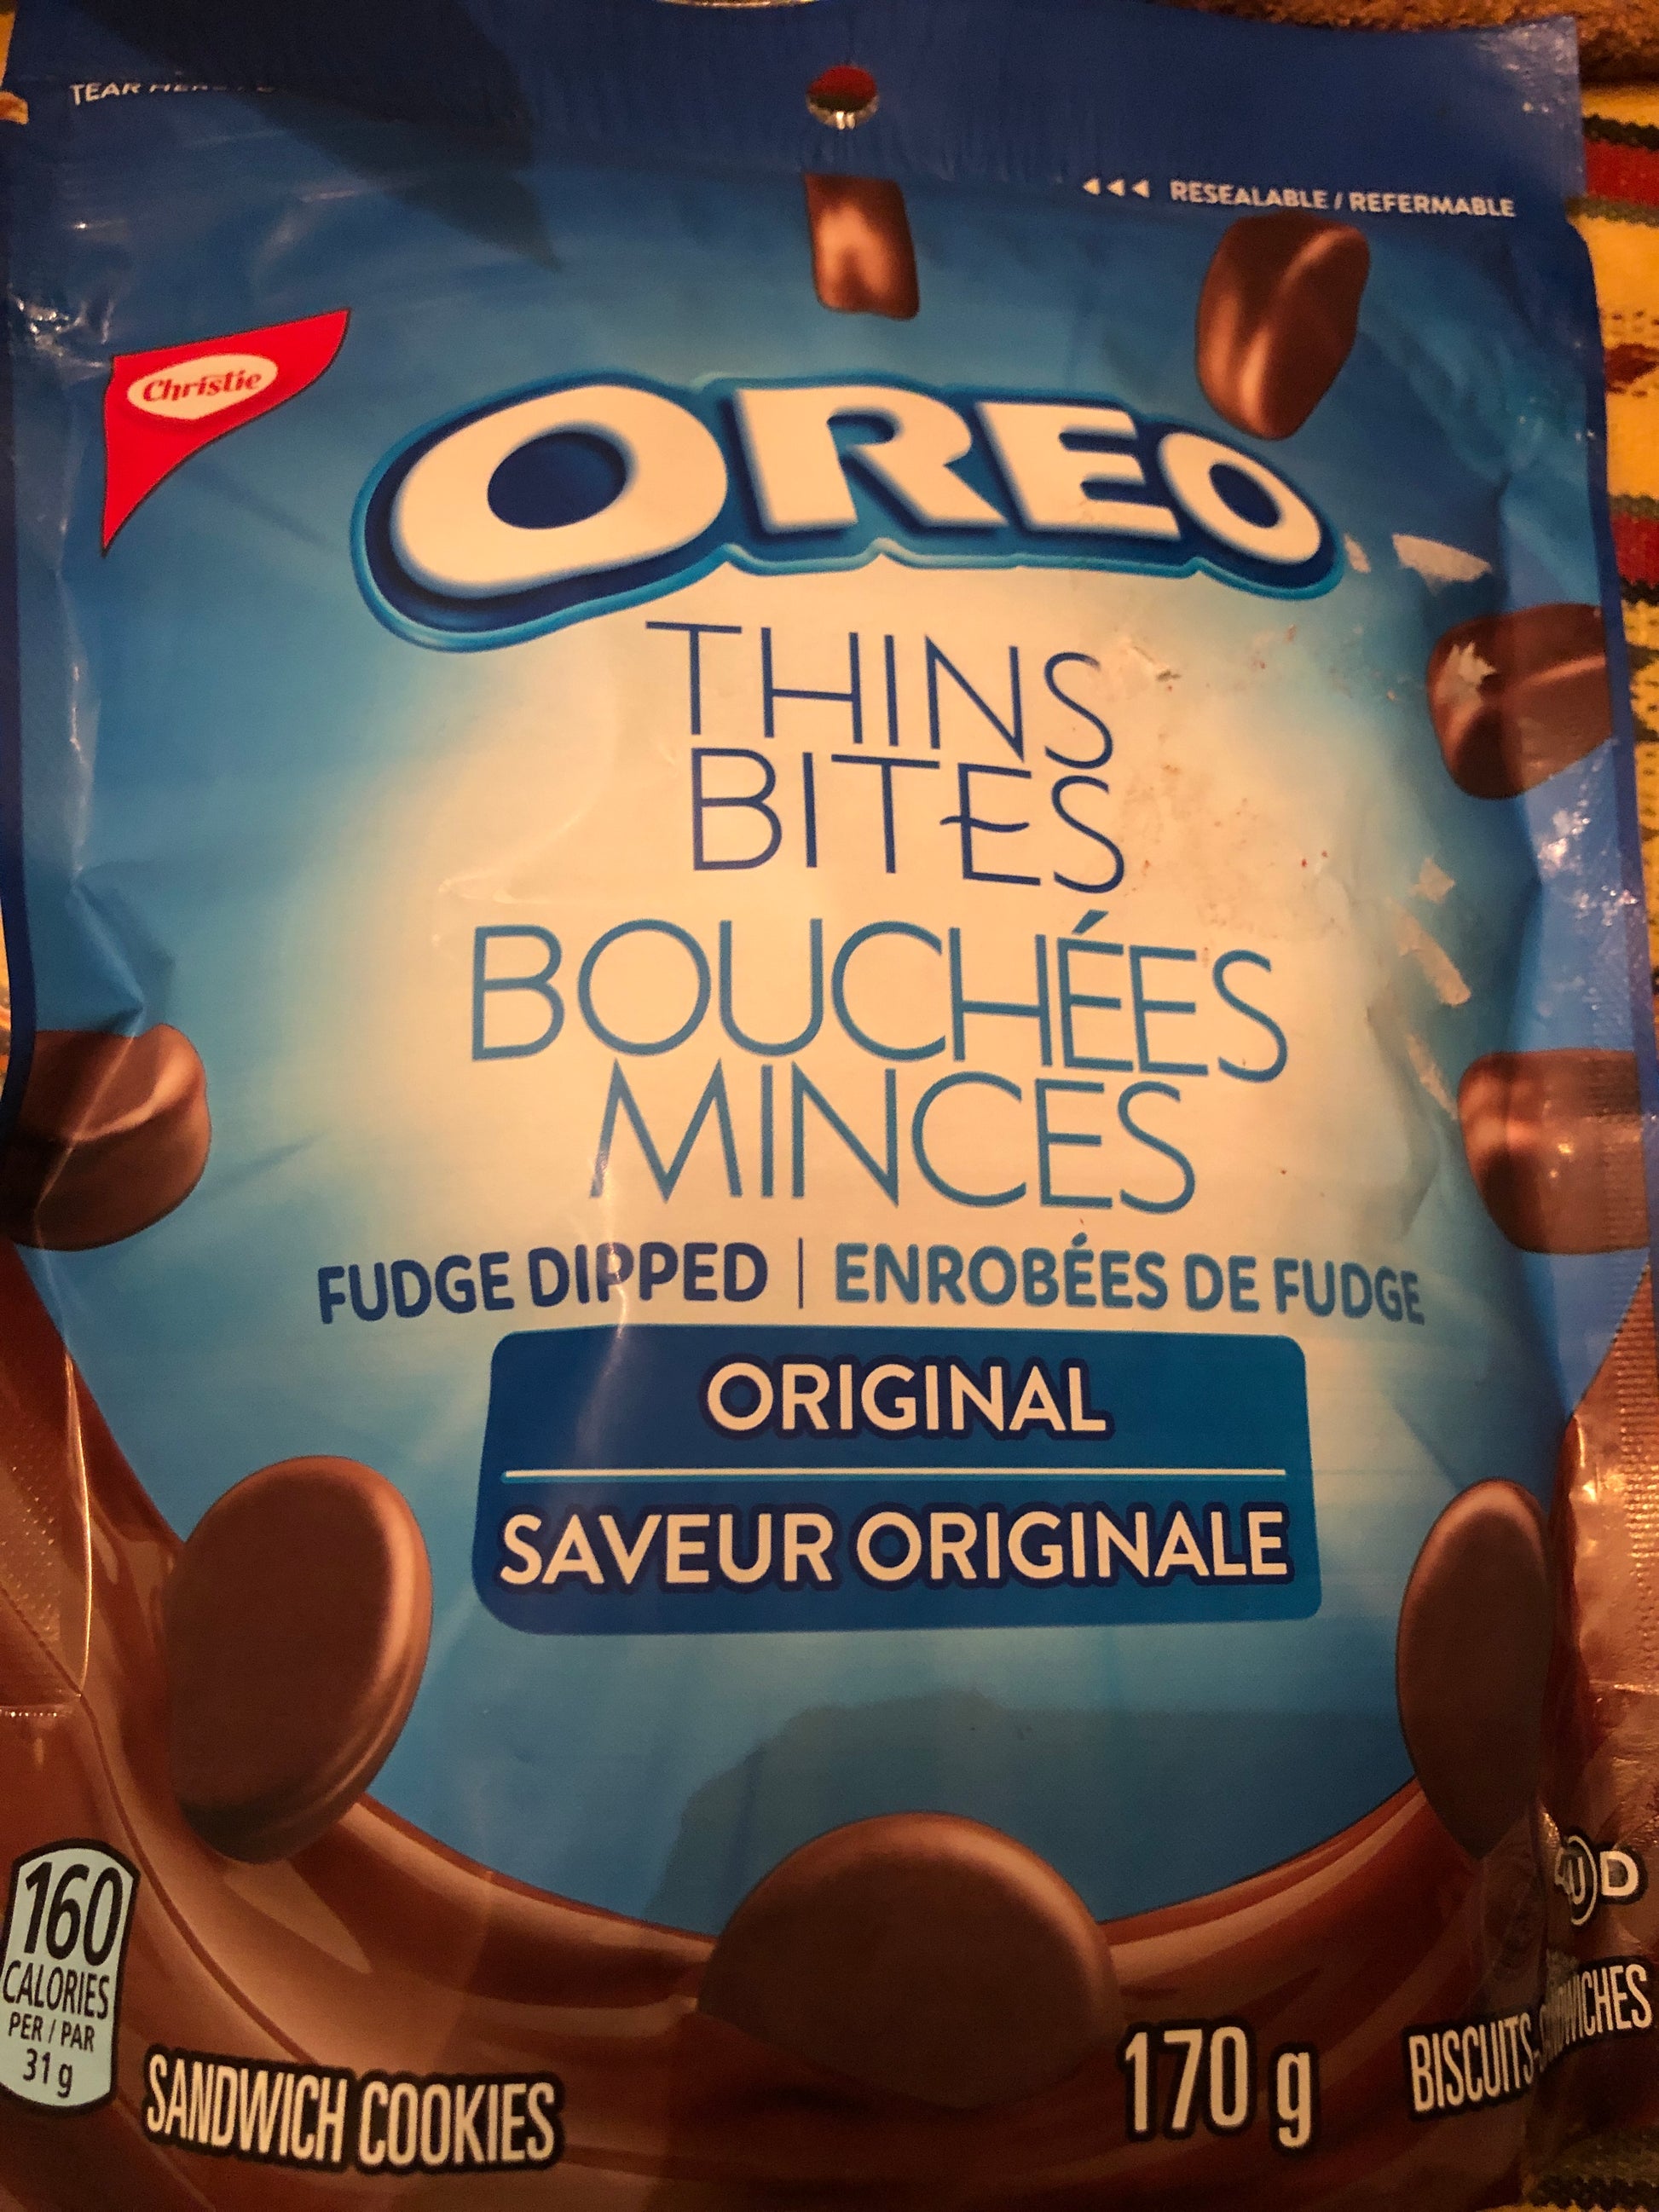 TEAR
RESEALABLE / REFERMABLE
Christie
OREO
THINS
BITES
BOUCHÉES
MINCES
FUDGE DIPPED | ENROBÉES DE FUDGE
ORIGINAL
SAVEUR ORIGINALE
160
CALORIES
PER / PAR
31 g
SANDWICH COOKIES
170 g
U D
BISCUITS-SANDWICHES